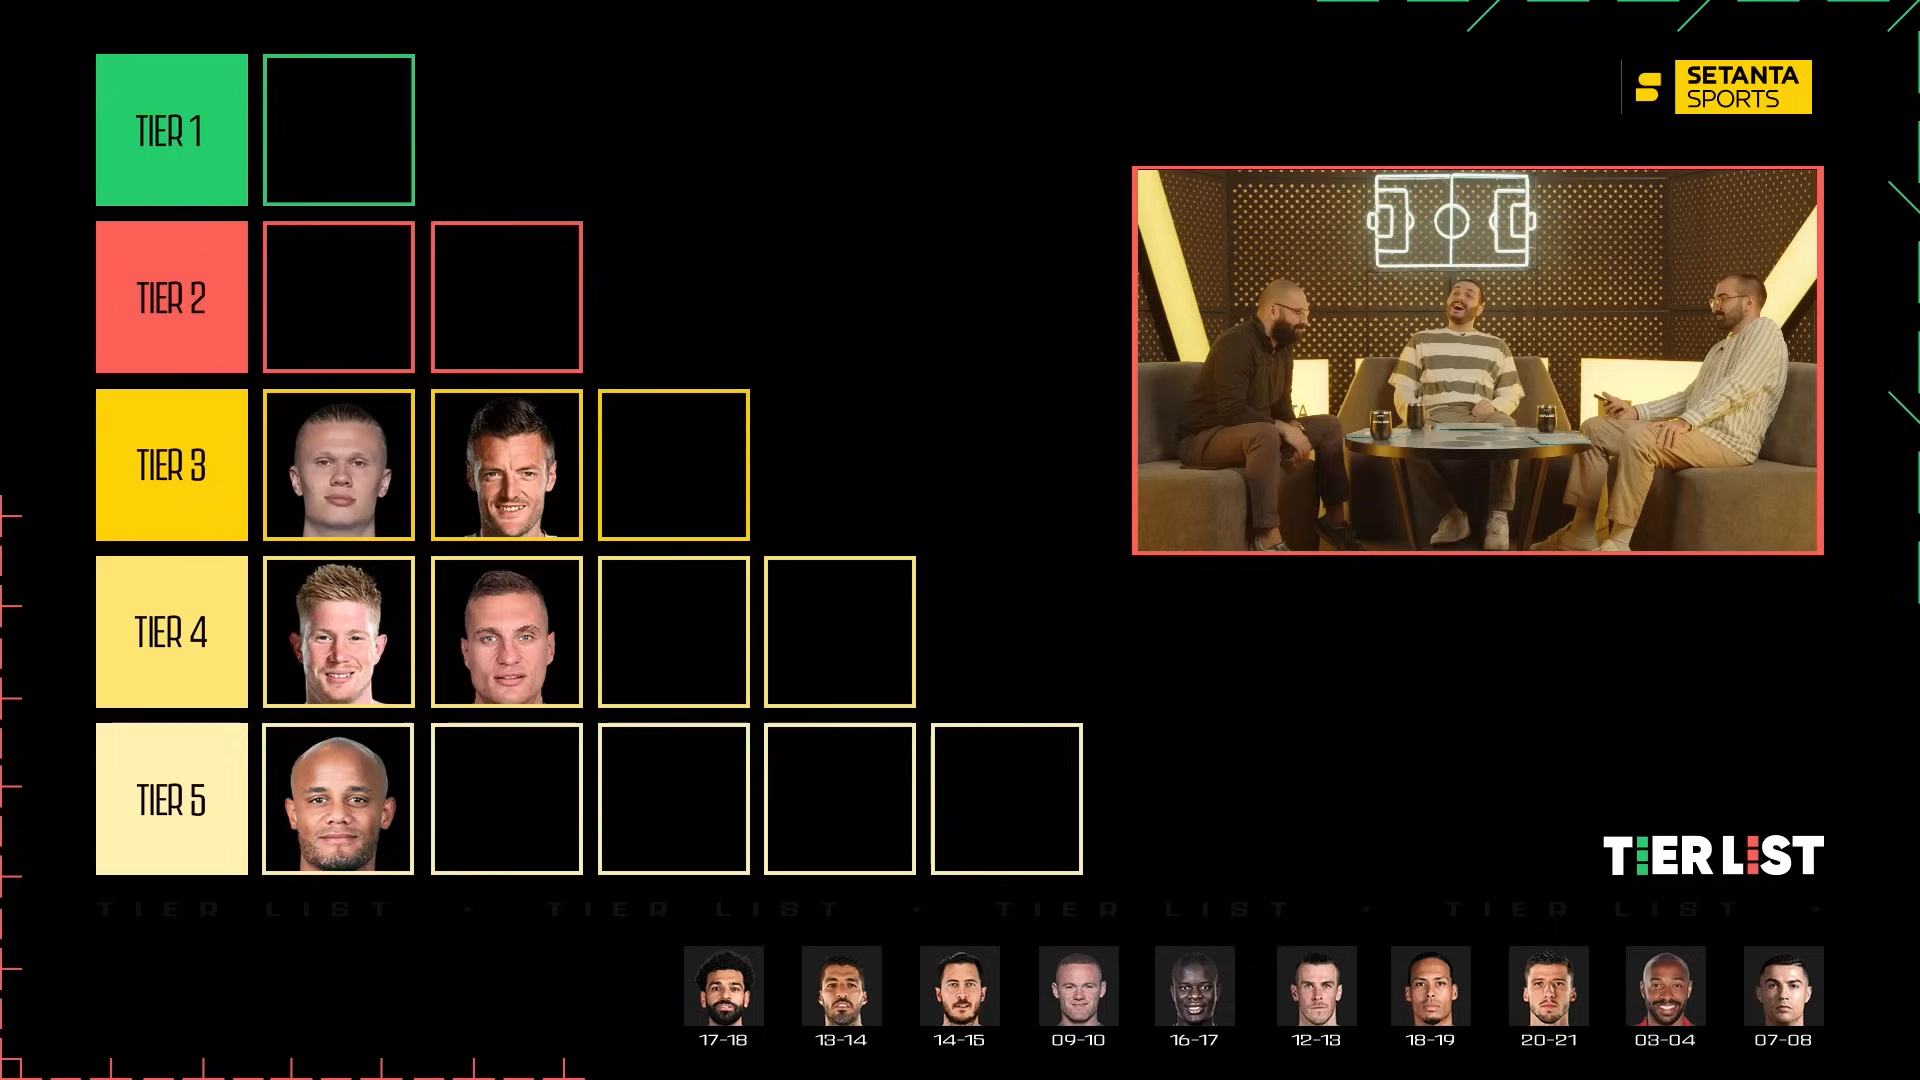 TIER 1
SETANTA
SPORTS
TIER 2
TIER 3
TIER 4
TIER 5
TIER LIST
TIER LIST TIER LIST TIER LIST TIER LIST
17-18 13-14 14-15 09-10 16-17 12-13 18-19 20-21 03-04 07-08